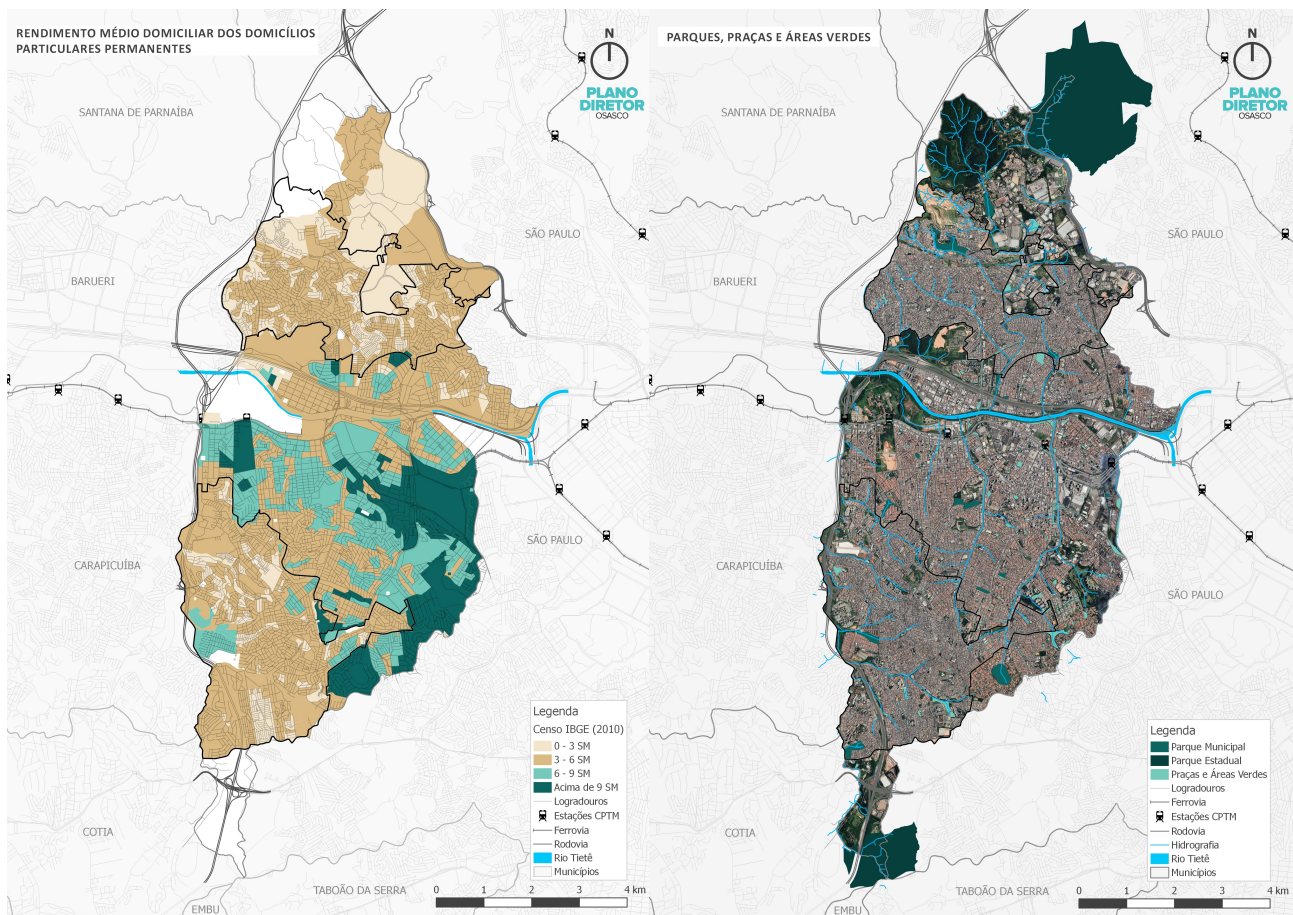 RENDIMENTO MÉDIO DOMICILIAR DOS DOMICÍLIOS
PARTICULARES PERMANENTES
N
PLANO
DIRETOR
OSASCO
SANTANA DE PARNAÍBA
SÃO PAULO
BARUERI
SÃO PAULO
CARAPICUÍBA
COTIA
TABOÃO DA SERRA
EMBU
Legenda
Censo IBGE (2010)
0 - 3 SM
3 - 6 SM
6 - 9 SM
Acima de 9 SM
Logradouros
Estações CPTM
Ferrovia
Rodovia
Rio Tietê
Municípios
0 1 2 3 4 km
PARQUES, PRAÇAS E ÁREAS VERDES
N
PLANO
DIRETOR
OSASCO
SANTANA DE PARNAÍBA
SÃO PAULO
BARUERI
CARAPICUÍBA
SÃO PAULO
COTIA
TABOÃO DA SERRA
EMBU
Legenda
Parque Municipal
Parque Estadual
Praças e Áreas Verdes
Logradouros
Ferrovia
Estações CPTM
Rodovia
Hidrografia
Rio Tietê
Municípios
0 1 2 3 4 km